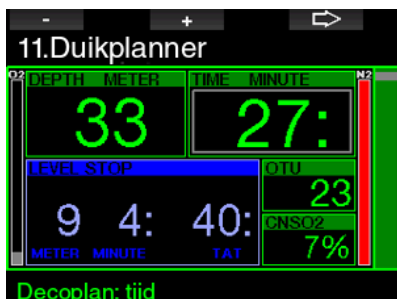 - +
11.Duikplanner
O2 DEPTH METER TIME MINUTE N2
33 27:
LEVEL STOP OTU
23
9 4: 40: CNSO2
METER MINUTE TAT 7%
Decoplan: tijd